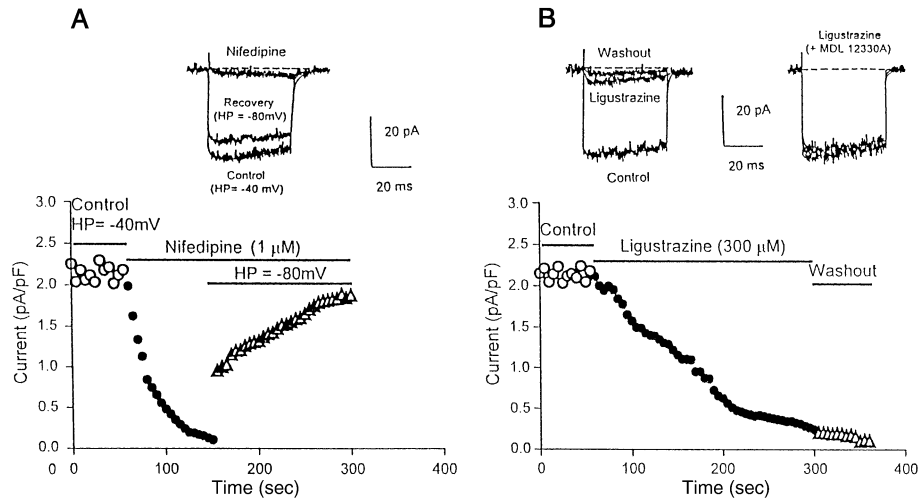 A
Nifedipine
Recovery
(HP = -80mV)
Control
(HP= -40 mV)
20 pA
20 ms
3.0
2.5
2.0
1.5
1.0
0.5
0.0
Current (pA/pF)
Control
HP= -40mV
Nifedipine (1 μM)
HP = -80mV
0
100
200
300
400
Time (sec)
B
Washout
Ligustrazine
Control
20 pA
20 ms
Ligustrazine
(+ MDL 12330A)
3.0
2.5
2.0
1.5
1.0
0.5
0.0
Current (pA/pF)
Control
Ligustrazine (300 μM)
Washout
0
100
200
300
400
Time (sec)